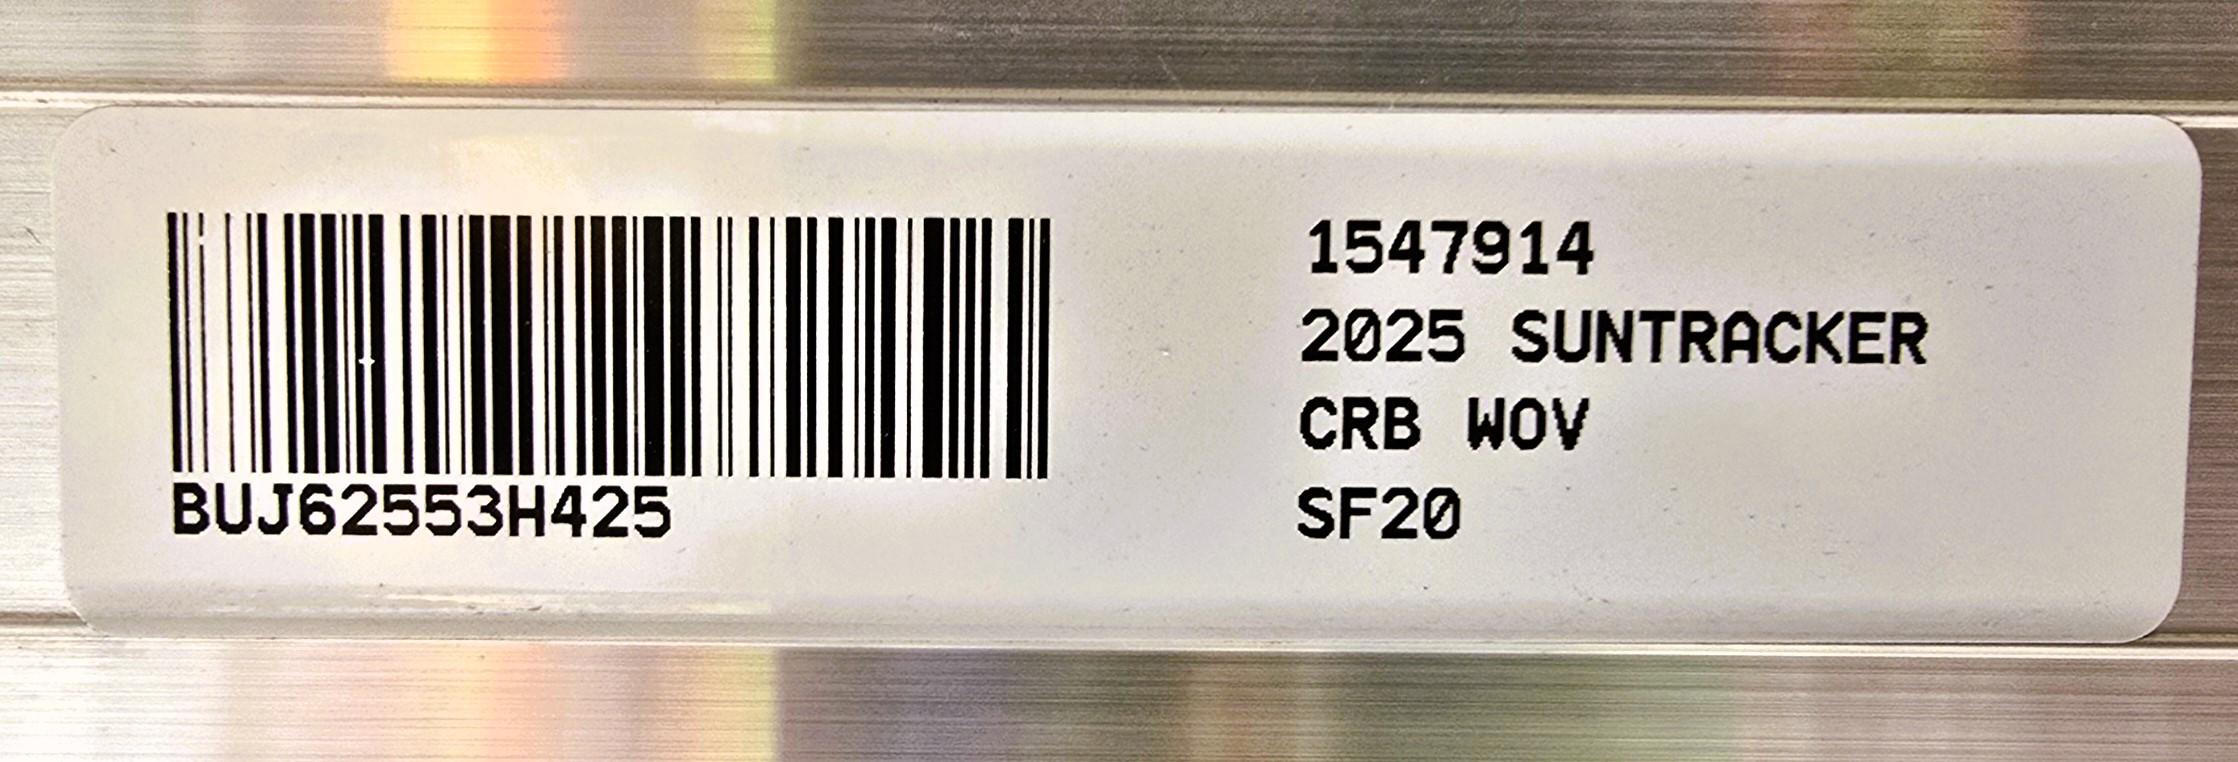 BUJ62553H425
1547914
2025 SUNTRACKER
CRB WOV
SF20